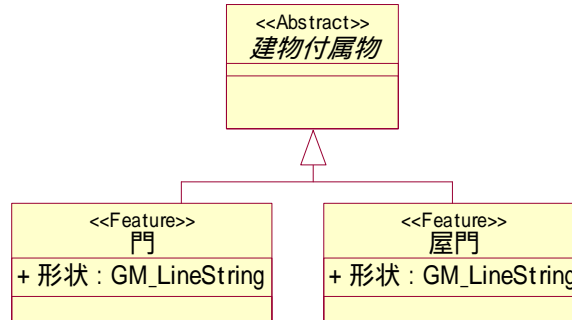 <<Abstract>>
建物付属物
<<Feature>>
門
+ 形状 : GM_LineString
<<Feature>>
屋門
+ 形状 : GM_LineString